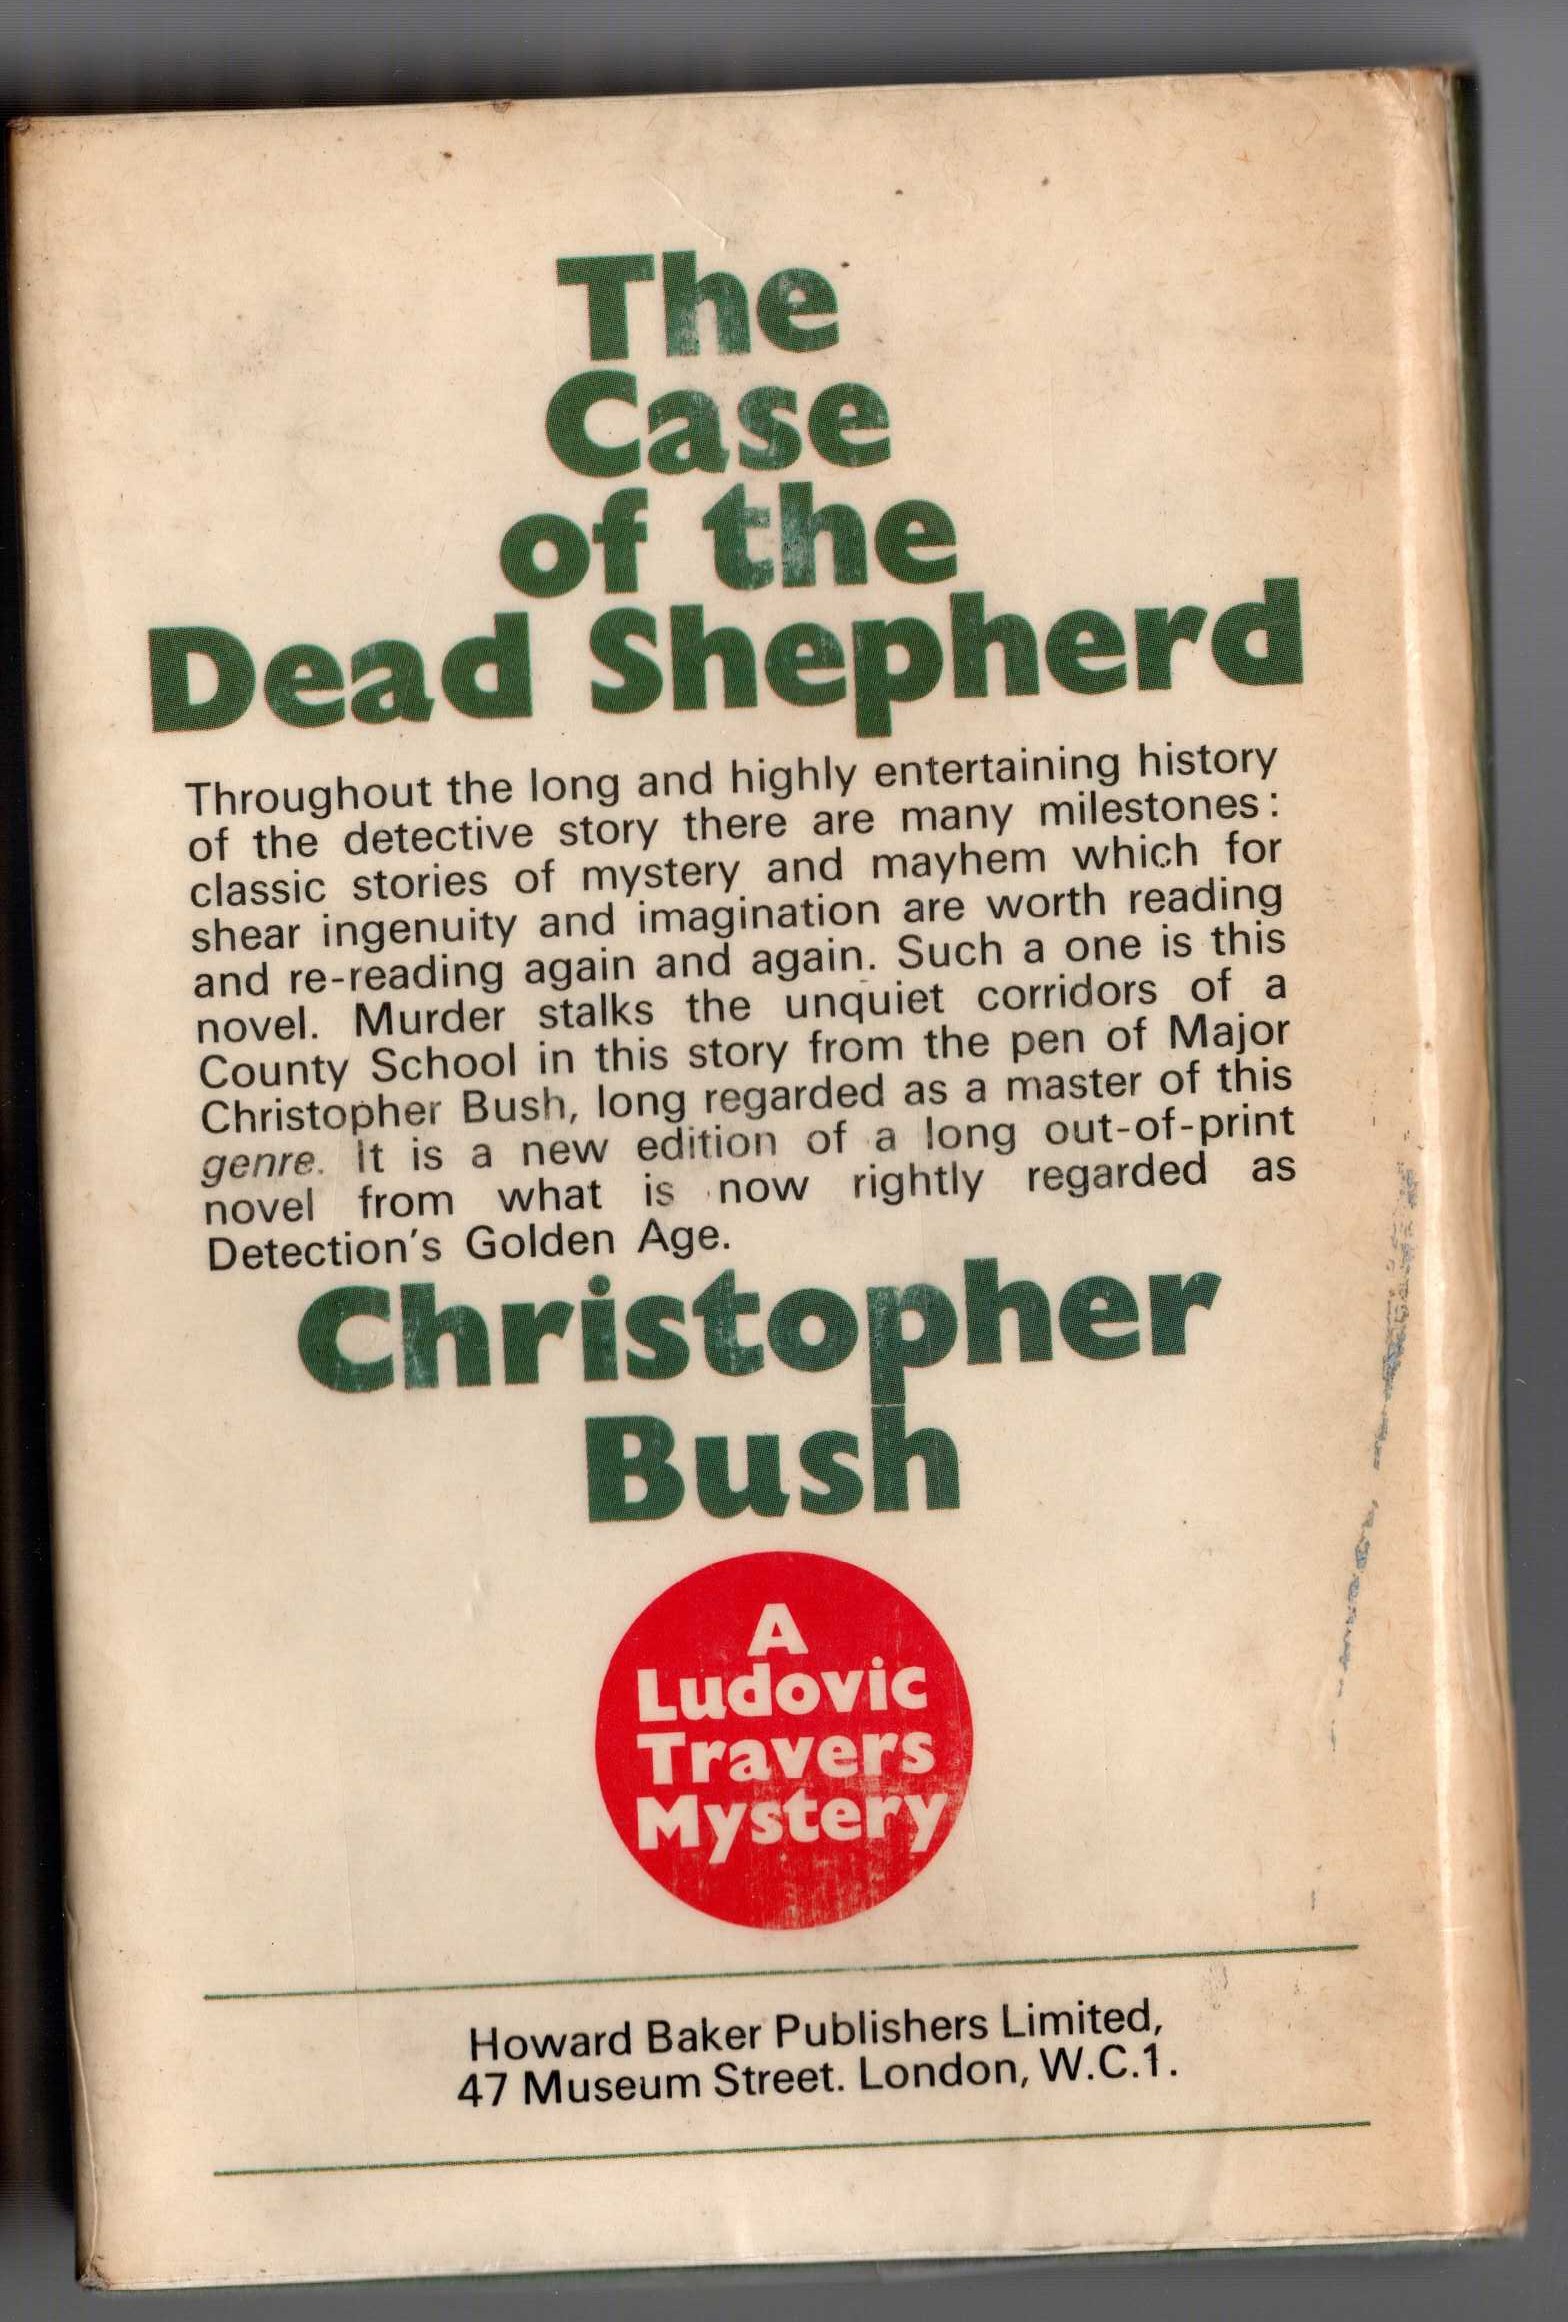 The
Case
of the
Dead Shepherd
Throughout the long and highly entertaining history
of the detective story there are many milestones:
classic stories of mystery and mayhem which for
shear ingenuity and imagination are worth reading
and re-reading again and again. Such a one is this
novel. Murder stalks the unquiet corridors of a
County School in this story from the pen of Major
Christopher Bush, long regarded as a master of this
genre. It is a new edition of a long out-of-print
novel from what is now rightly regarded as
Detection's Golden Age.
Christopher
Bush
A
Ludovic
Travers
Mystery
Howard Baker Publishers Limited,
47 Museum Street. London, W.C.1.